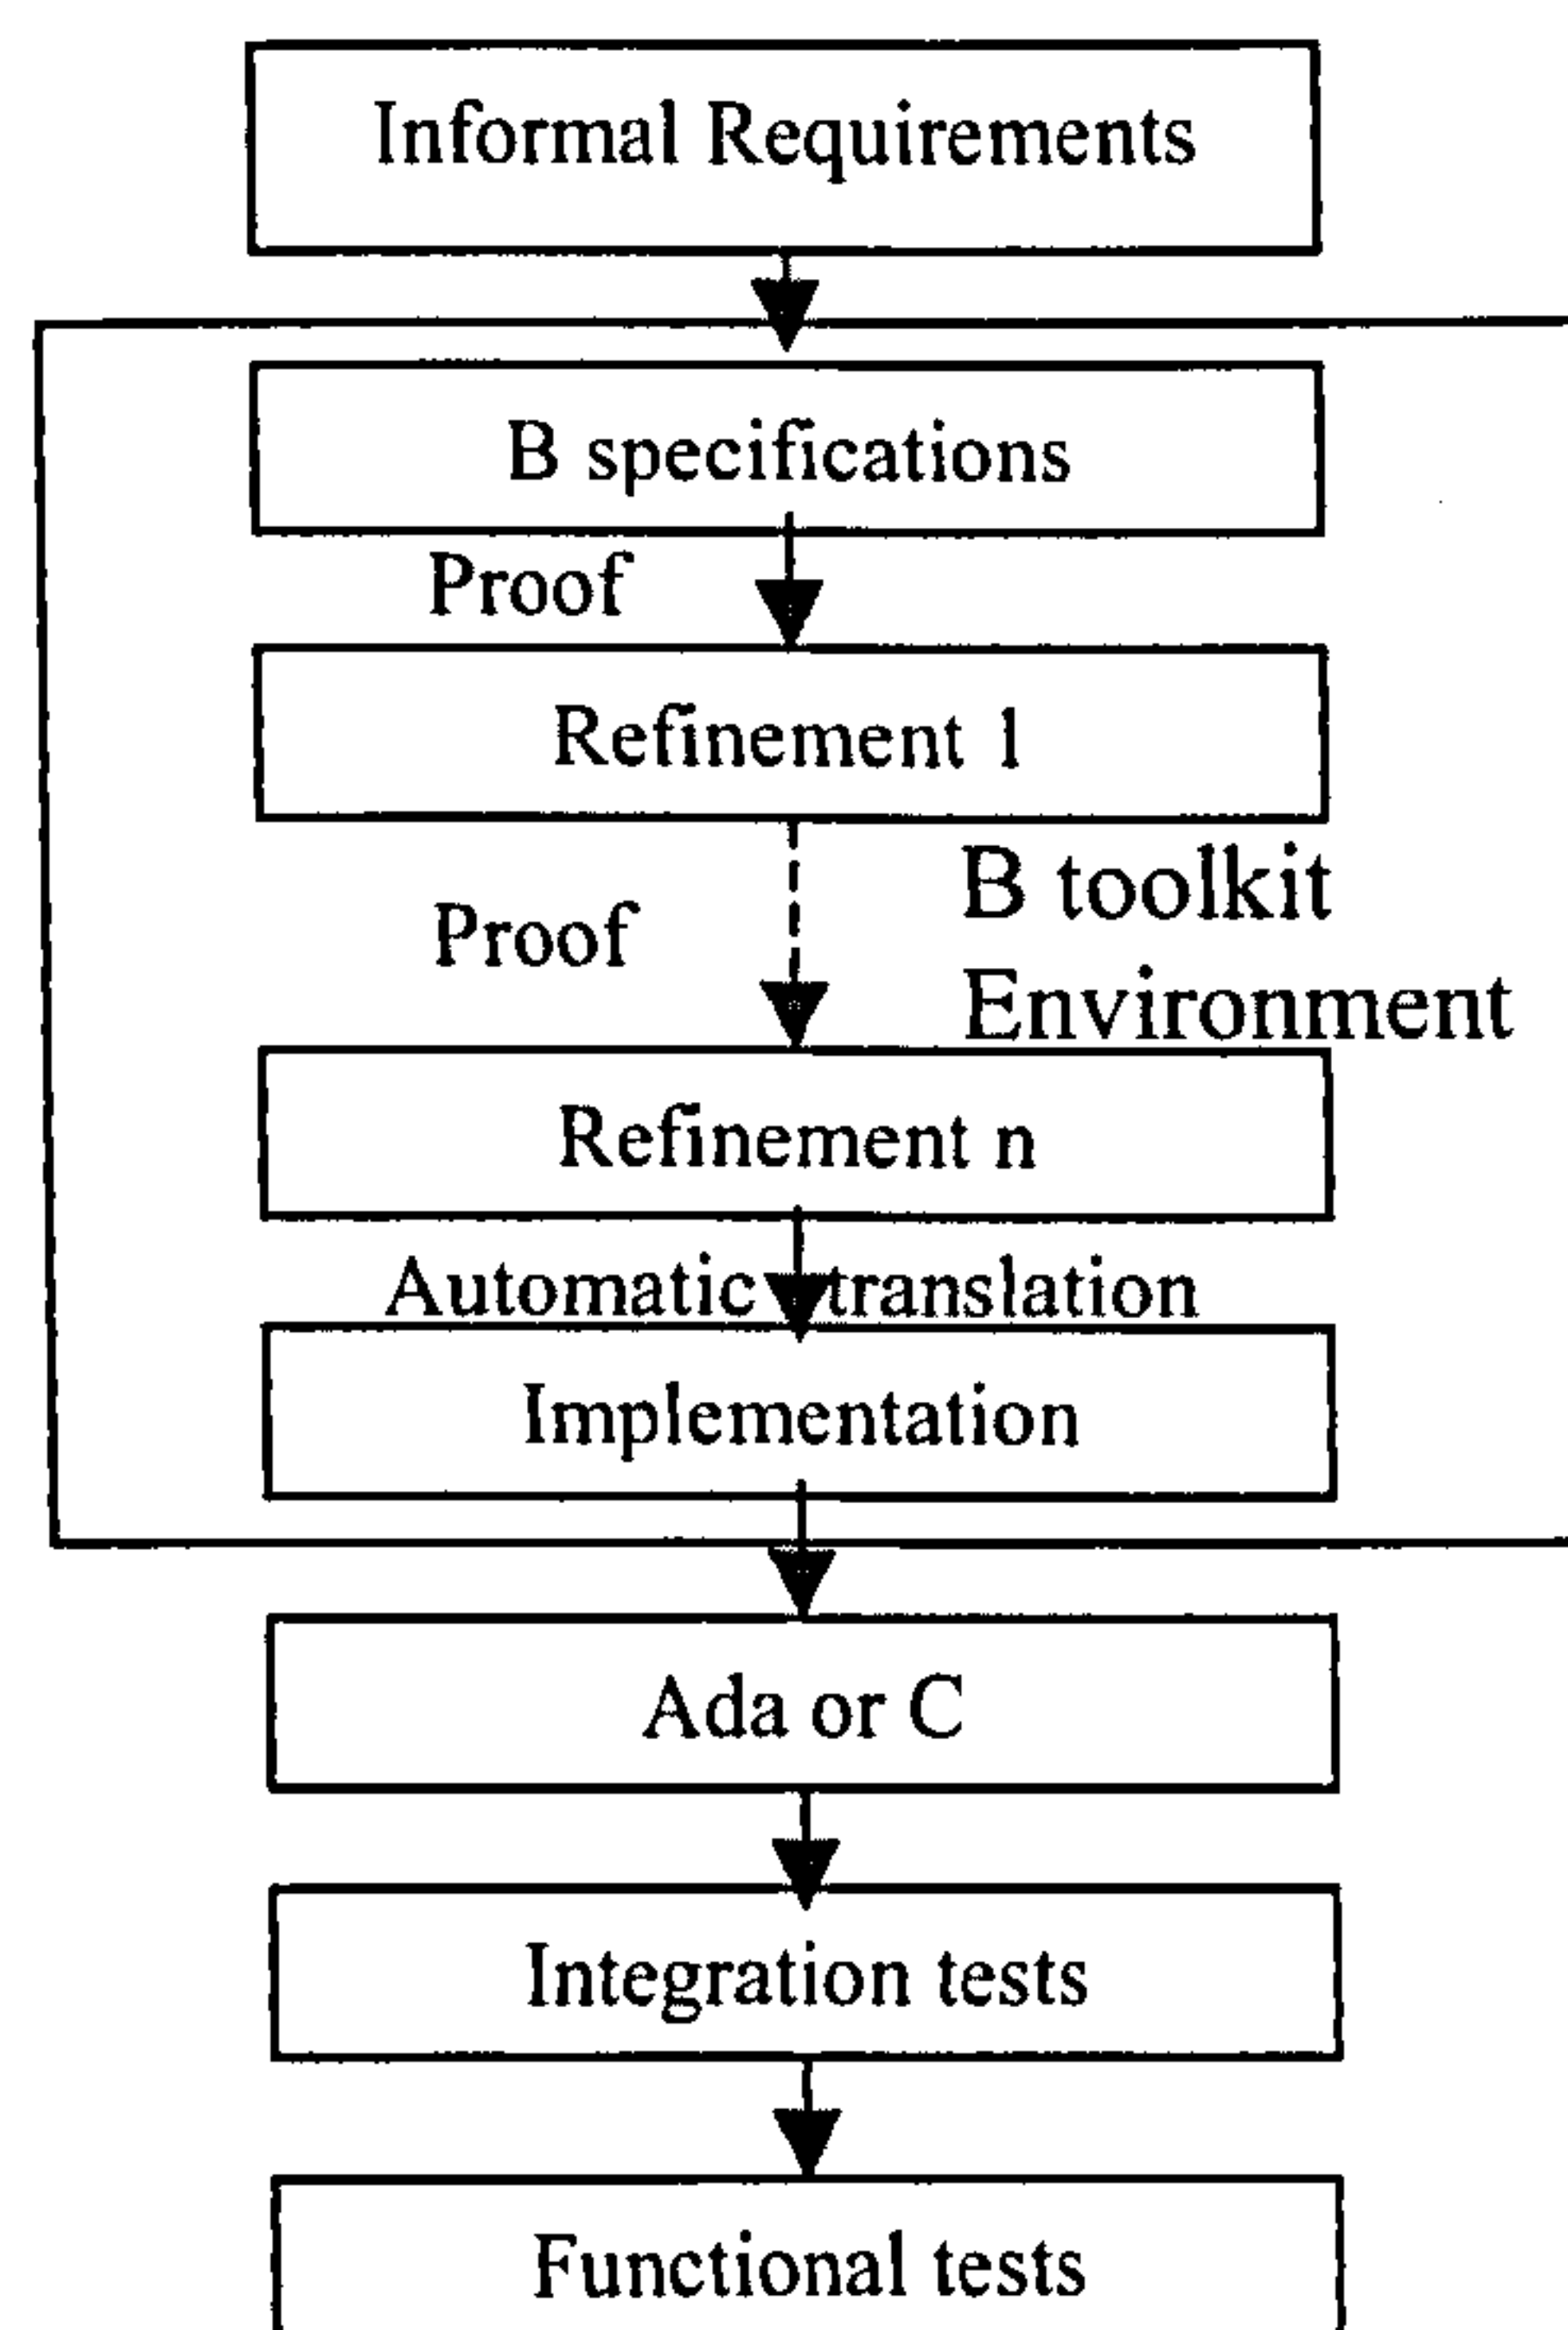 Informal Requirements
B specifications
Proof
Refinement 1
B toolkit
Proof
Environment
Refinement n
Automatic translation
Implementation
Ada or C
Integration tests
Functional tests